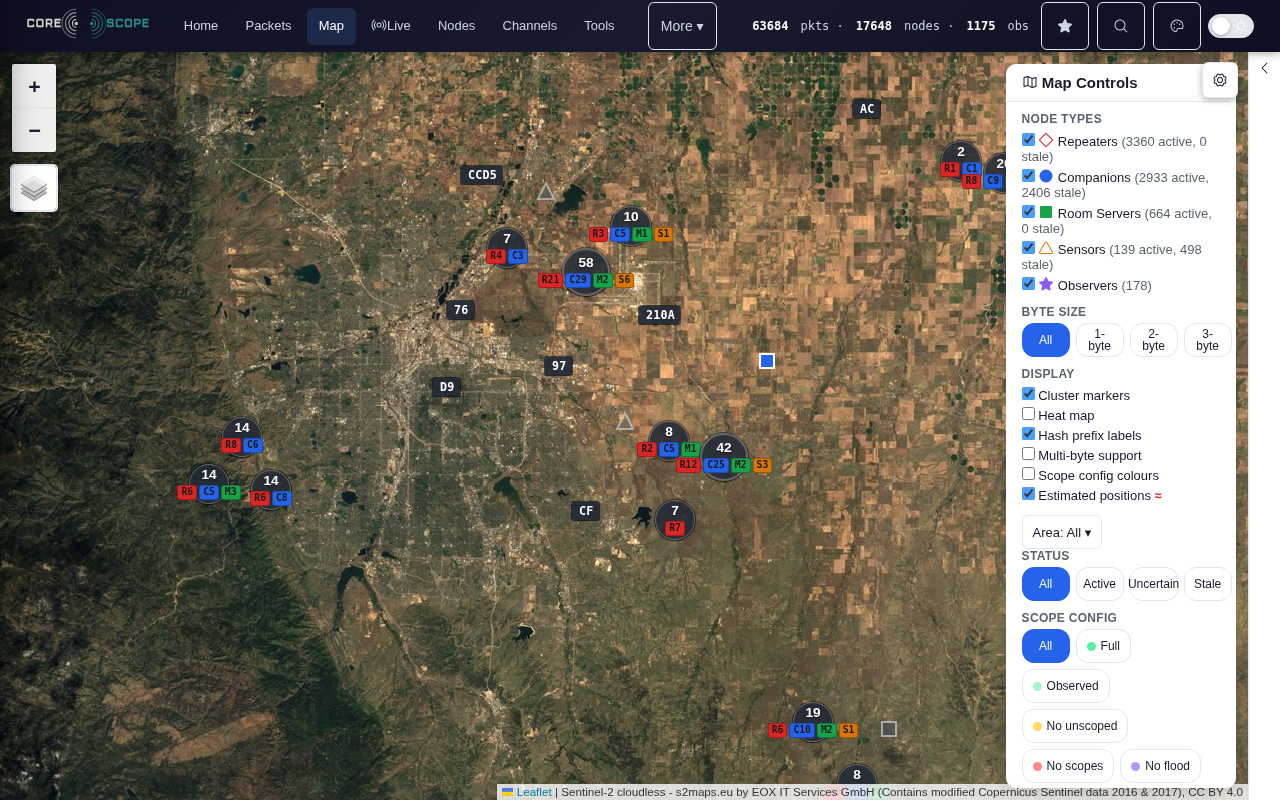 CORE SCOPE
Home Packets Map Live Nodes Channels Tools More ▾ 63684 pkts · 17648 nodes · 1175 obs
+
−
AC
CCD5
2
R1 C1
R8 C9
10
R3 C5 M1 S1
7
R4 C3
58
R21 C29 M2 S6
76
210A
97
D9
14
R8 C6
8
R2 C5 M1
42
R12 C25 M2 S3
14
R6 C5 M3
14
R6 C8
CF
7
R7
19
R6 C10 M2 S1
8
Map Controls
NODE TYPES
Repeaters (3360 active, 0
stale)
Companions (2933 active,
2406 stale)
Room Servers (664 active,
0 stale)
Sensors (139 active, 498
stale)
Observers (178)
BYTE SIZE
All 1-byte 2-byte 3-byte
DISPLAY
Cluster markers
Heat map
Hash prefix labels
Multi-byte support
Scope config colours
Estimated positions ≈
Area: All ▾
STATUS
All Active Uncertain Stale
SCOPE CONFIG
All Full
Observed
No unscoped
No scopes No flood
Leaflet | Sentinel-2 cloudless - s2maps.eu by EOX IT Services GmbH (Contains modified Copernicus Sentinel data 2016 & 2017), CC BY 4.0